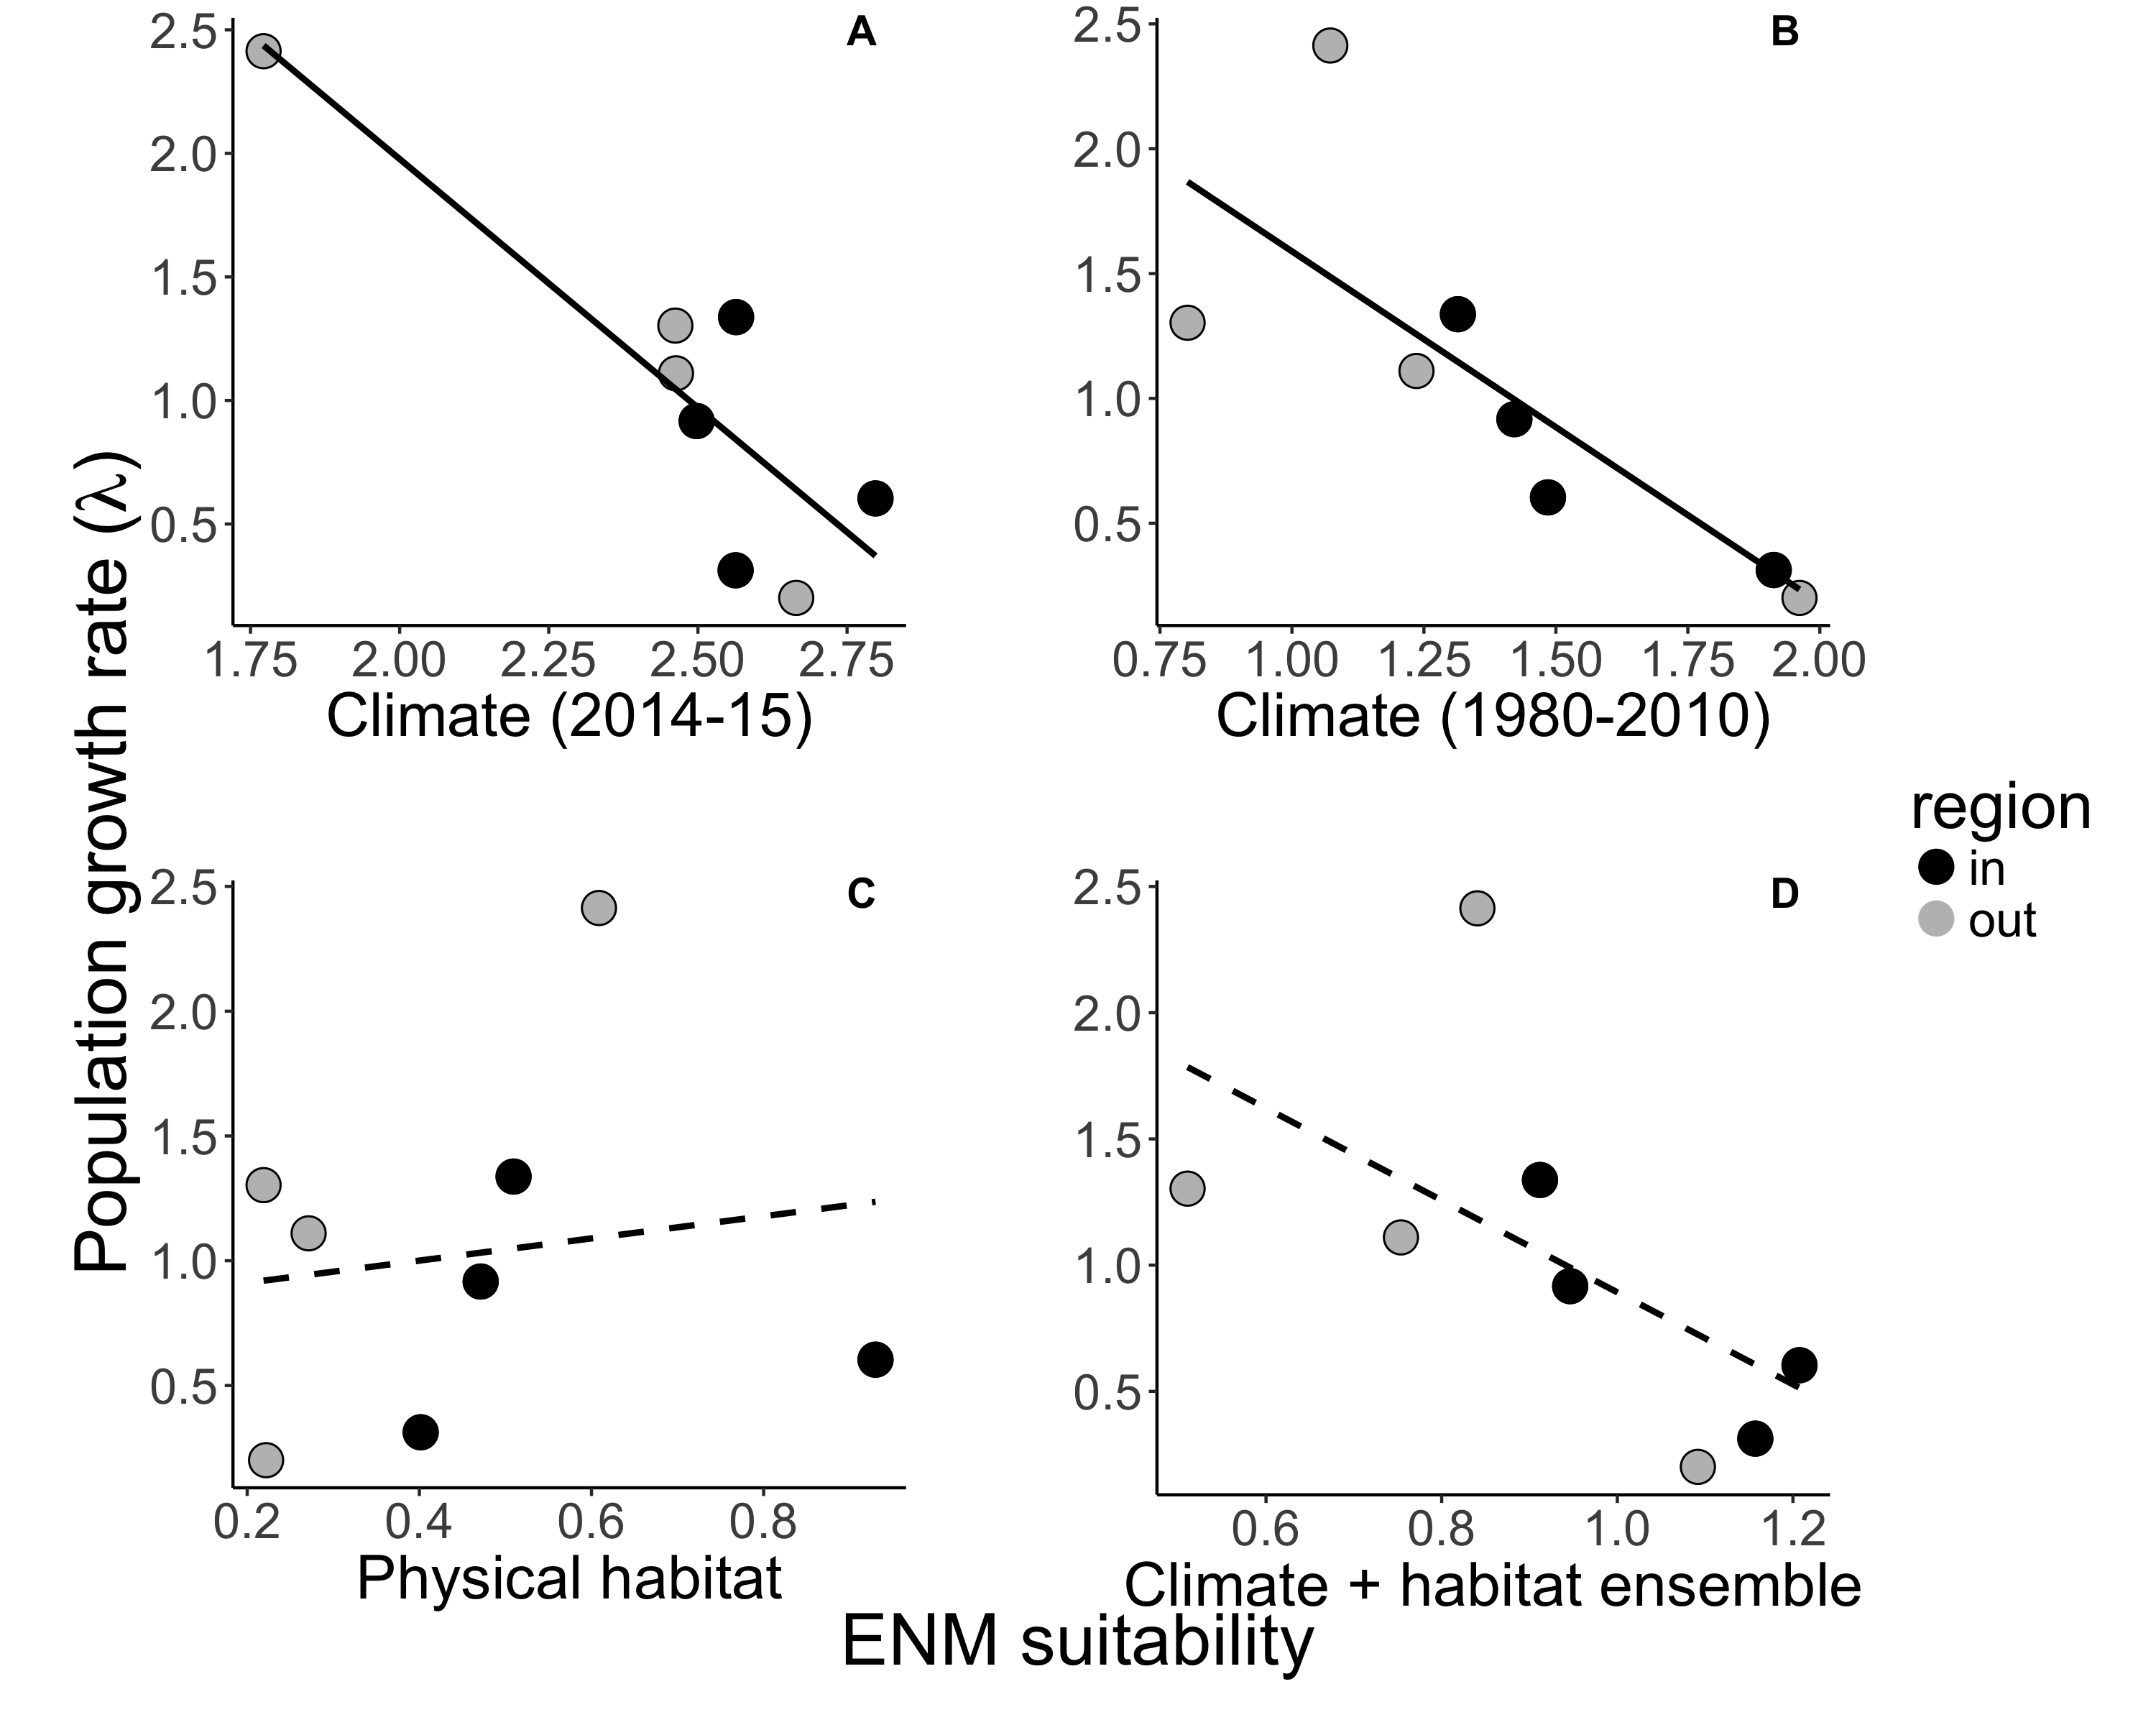 A
2.5
2.0
1.5
1.0
0.5
1.75 2.00 2.25 2.50 2.75
Climate (2014-15)
B
2.5
2.0
1.5
1.0
0.5
0.75 1.00 1.25 1.50 1.75 2.00
Climate (1980-2010)
Population growth rate (λ)
C
2.5
2.0
1.5
1.0
0.5
0.2 0.4 0.6 0.8
Physical habitat
D
2.5
2.0
1.5
1.0
0.5
0.6 0.8 1.0 1.2
Climate + habitat ensemble
ENM suitability
region
in
out